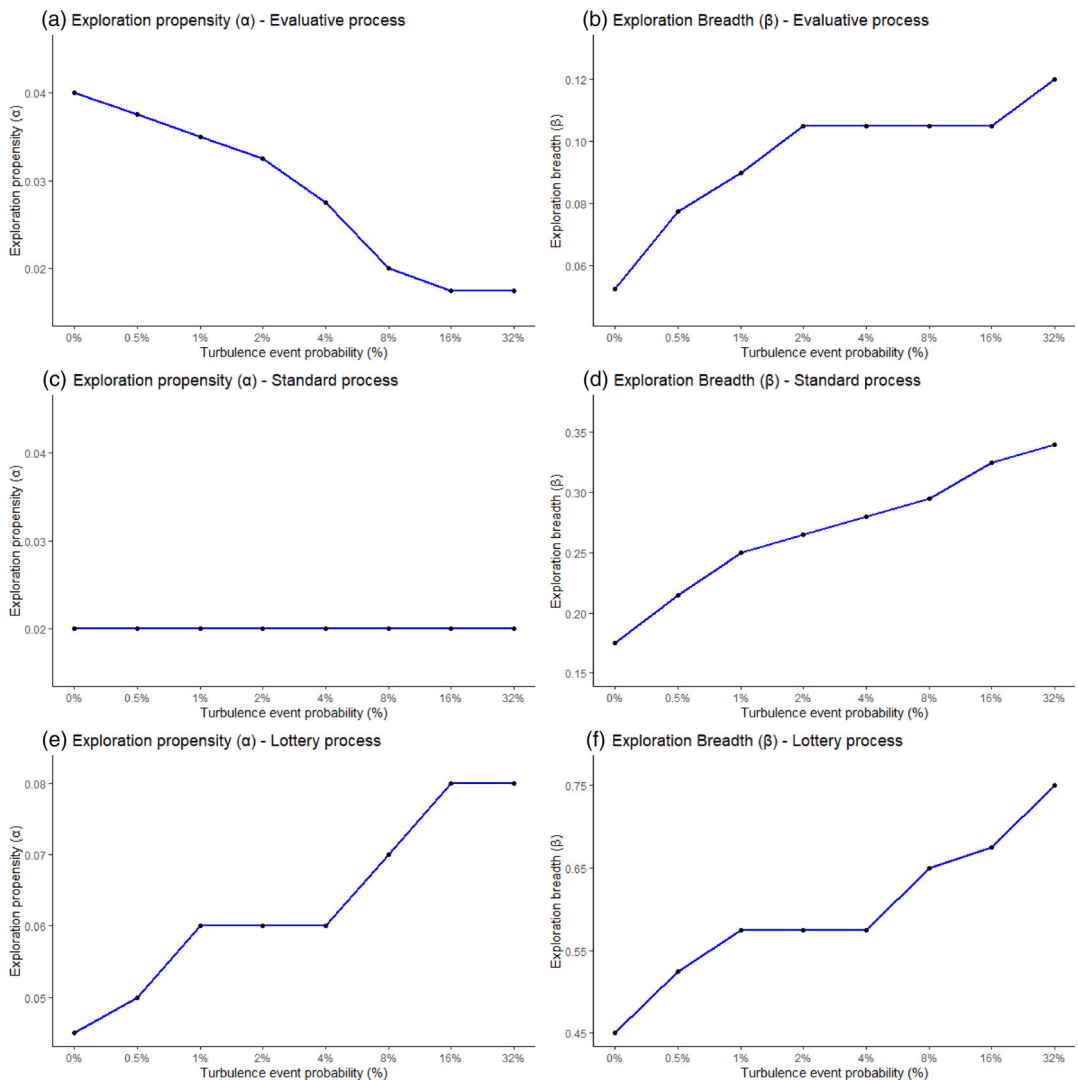 (a) Exploration propensity (α) - Evaluative process
Exploration propensity (α)
0.04
0.03
0.02
0% 0.5% 1% 2% 4% 8% 16% 32%
Turbulence event probability (%)
(b) Exploration Breadth (β) - Evaluative process
Exploration breadth (β)
0.12
0.10
0.08
0.06
0% 0.5% 1% 2% 4% 8% 16% 32%
Turbulence event probability (%)
(c) Exploration propensity (α) - Standard process
Exploration propensity (α)
0.04
0.03
0.02
0% 0.5% 1% 2% 4% 8% 16% 32%
Turbulence event probability (%)
(d) Exploration Breadth (β) - Standard process
Exploration breadth (β)
0.35
0.30
0.25
0.20
0.15
0% 0.5% 1% 2% 4% 8% 16% 32%
Turbulence event probability (%)
(e) Exploration propensity (α) - Lottery process
Exploration propensity (α)
0.08
0.07
0.06
0.05
0% 0.5% 1% 2% 4% 8% 16% 32%
Turbulence event probability (%)
(f) Exploration Breadth (β) - Lottery process
Exploration breadth (β)
0.75
0.65
0.55
0.45
0% 0.5% 1% 2% 4% 8% 16% 32%
Turbulence event probability (%)